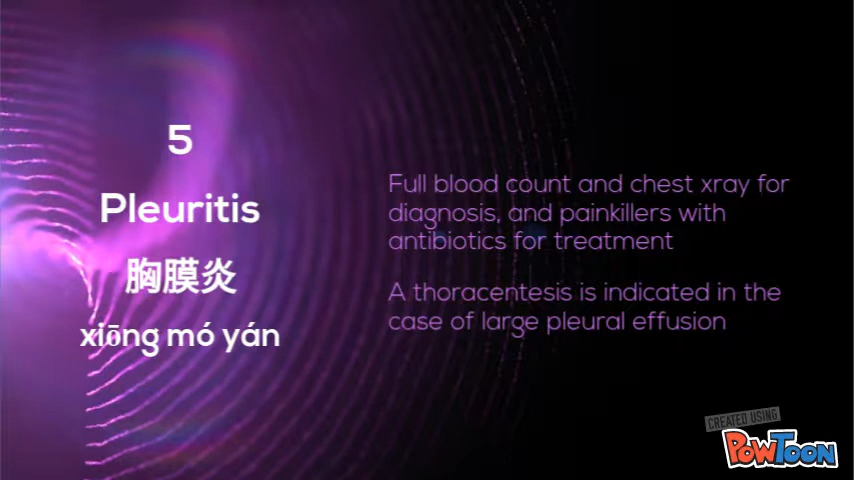 5
Pleuritis
胸膜炎
xiōng mó yán
Full blood count and chest xray for
diagnosis, and painkillers with
antibiotics for treatment
A thoracentesis is indicated in the
case of large pleural effusion
CREATED USING
POWTOON